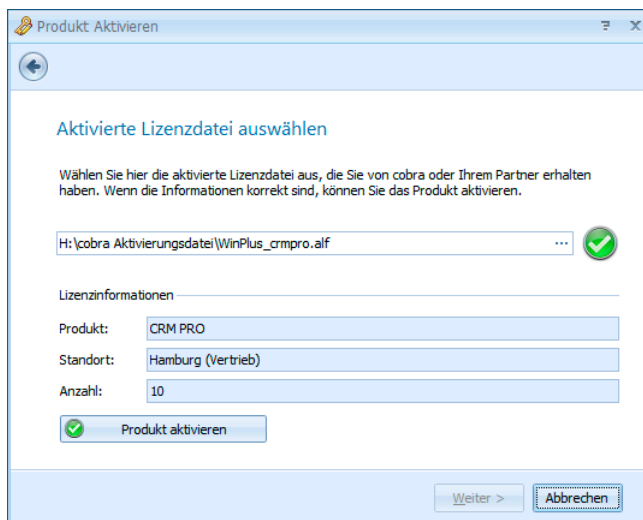 Produkt Aktivieren
Aktivierte Lizenzdatei auswählen
Wählen Sie hier die aktivierte Lizenzdatei aus, die Sie von cobra oder Ihrem Partner erhalten
haben. Wenn die Informationen korrekt sind, können Sie das Produkt aktivieren.
H:\cobra Aktivierungsdatei\WinPlus_crmpro.alf ...
Lizenzinformationen
Produkt: CRM PRO
Standort: Hamburg (Vertrieb)
Anzahl: 10
Produkt aktivieren
Weiter > Abbrechen